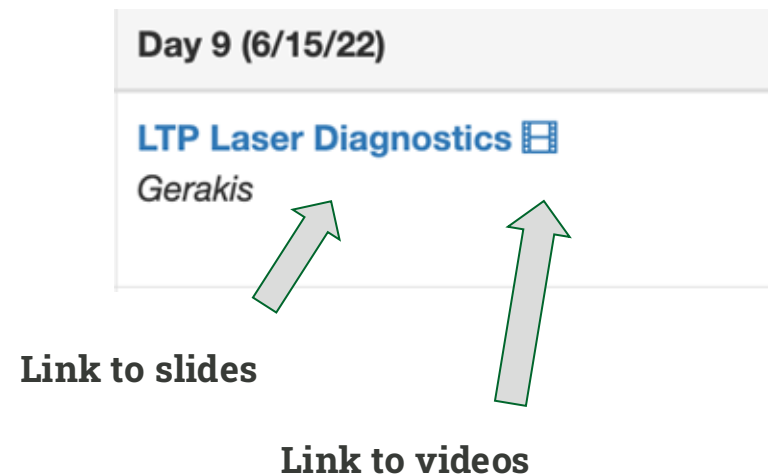 Day 9 (6/15/22)
LTP Laser Diagnostics
Gerakis
Link to slides
Link to videos